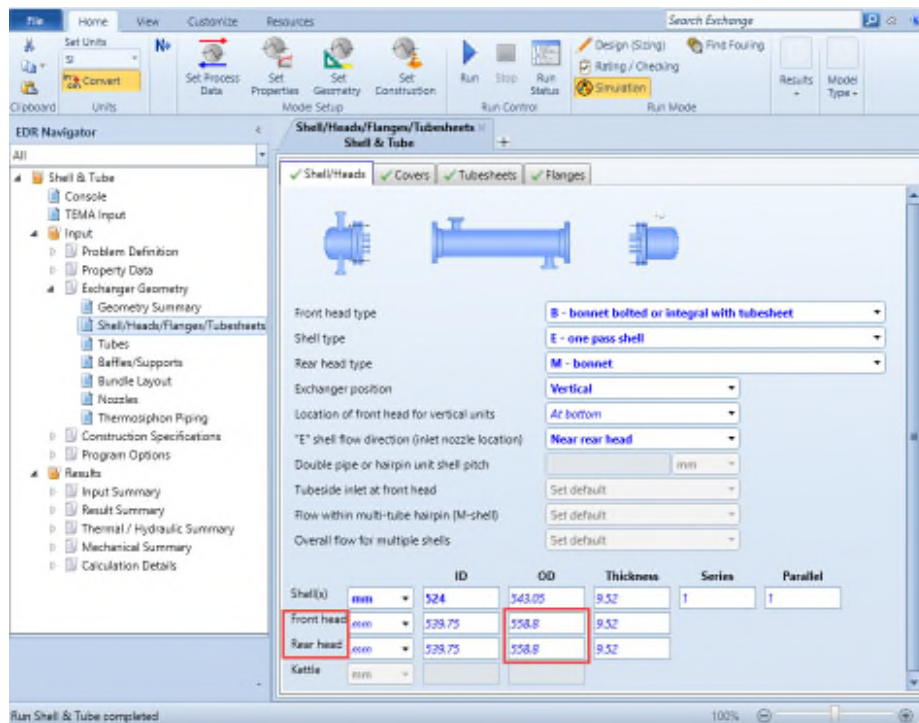 File Home View Customize Resources Search Exchange
Set Units
SI
Convert
Set Process Data
Set Properties
Set Geometry
Set Construction
Run
Stop
Run Status
Design (Sizing)
Rating / Checking
Simulation
Find Fouling
Results
Model Type
Clipboard Units Mode Setup Run Control Run Mode
EDR Navigator
All
Shell & Tube
Console
TEMA Input
Input
Problem Definition
Property Data
Exchanger Geometry
Geometry Summary
Shell/Heads/Flanges/Tubesheets
Tubes
Baffles/Supports
Bundle Layout
Nozzles
Thermosiphon Piping
Construction Specifications
Program Options
Results
Input Summary
Result Summary
Thermal / Hydraulic Summary
Mechanical Summary
Calculation Details
Shell/Heads/Flanges/Tubesheets
Shell & Tube
+
Shell/Heads Covers Tubesheets Flanges
Front head type B - bonnet bolted or integral with tubesheet
Shell type E - one pass shell
Rear head type M - bonnet
Exchanger position Vertical
Location of front head for vertical units At bottom
"E" shell flow direction (inlet nozzle location) Near rear head
Double pipe or hairpin unit shell pitch mm
Tubeside inlet at front head Set default
Flow within multi-tube hairpin (M-shell) Set default
Overall flow for multiple shells Set default
ID OD Thickness Series Parallel
Shell(s) mm 524 543.05 9.52 1 1
Front head mm 539.75 558.8 9.52
Rear head mm 539.75 558.8 9.52
Kettle mm
Run Shell & Tube completed 100%